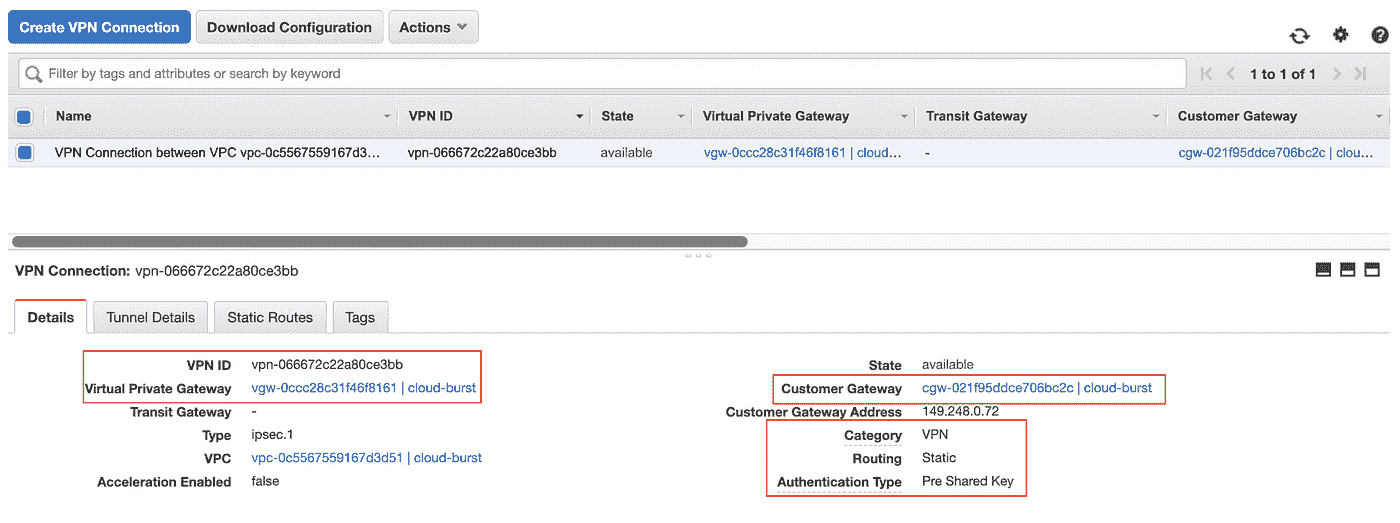 Create VPN Connection Download Configuration Actions
Filter by tags and attributes or search by keyword 1 to 1 of 1
Name VPN ID State Virtual Private Gateway Transit Gateway Customer Gateway
VPN Connection between VPC vpc-0c5567559167d3... vpn-066672c22a80ce3bb available vgw-0ccc28c31f46f8161 | cloud... - cgw-021f95ddce706bc2c | clou...
VPN Connection: vpn-066672c22a80ce3bb
Details Tunnel Details Static Routes Tags
VPN ID vpn-066672c22a80ce3bb State available
Virtual Private Gateway vgw-0ccc28c31f46f8161 | cloud-burst Customer Gateway cgw-021f95ddce706bc2c | cloud-burst
Transit Gateway - Customer Gateway Address 149.248.0.72
Type ipsec.1 Category VPN
VPC vpc-0c5567559167d3d51 | cloud-burst Routing Static
Acceleration Enabled false Authentication Type Pre Shared Key